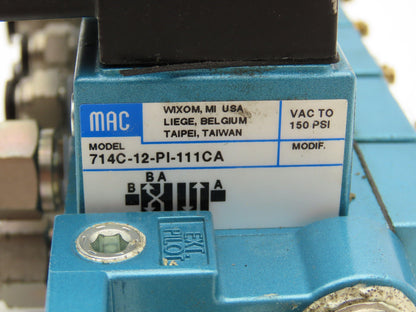 MAC
WIXOM, MI USA
LIEGE, BELGIUM
TAIPEI, TAIWAN
VAC TO
150 PSI
MODEL
714C-12-PI-111CA
MODIF.
B A
B
A
EXT.
PILOT